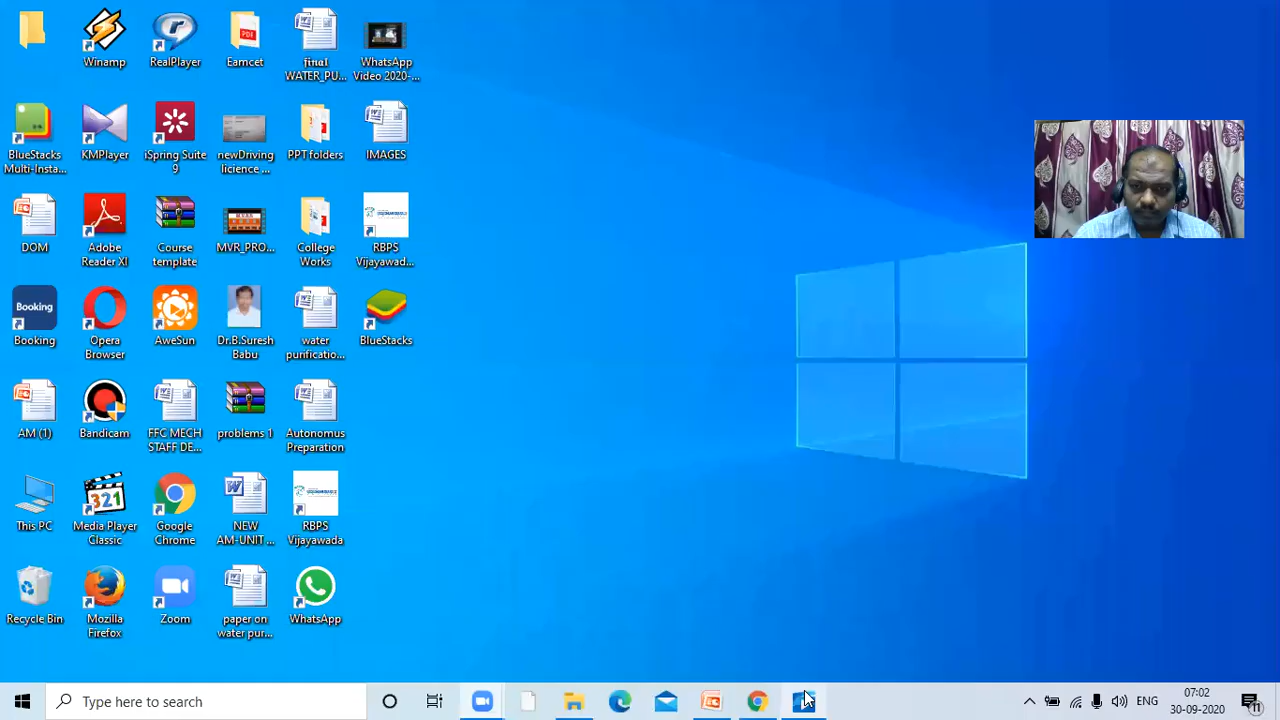 Winamp
RealPlayer
Eamcet
final
WATER_PU...
WhatsApp
Video 2020-...
BlueStacks
Multi-Insta...
KMPlayer
iSpring Suite
9
newDriving
licience ...
PPT folders
IMAGES
DOM
Adobe
Reader XI
Course
template
MVR_PRO...
College
Works
RBPS
Vijayawad...
Booking
Booking
Opera
Browser
AweSun
Dr.B.Suresh
Babu
water
purificatio...
BlueStacks
AM (1)
Bandicam
FFC MECH
STAFF DE...
problems 1
Autonomus
Preparation
This PC
321
Media Player
Classic
Google
Chrome
NEW
AM-UNIT ...
RBPS
Vijayawada
Recycle Bin
Mozilla
Firefox
Zoom
paper on
water pur...
WhatsApp
Type here to search
ENG
07:02
30-09-2020